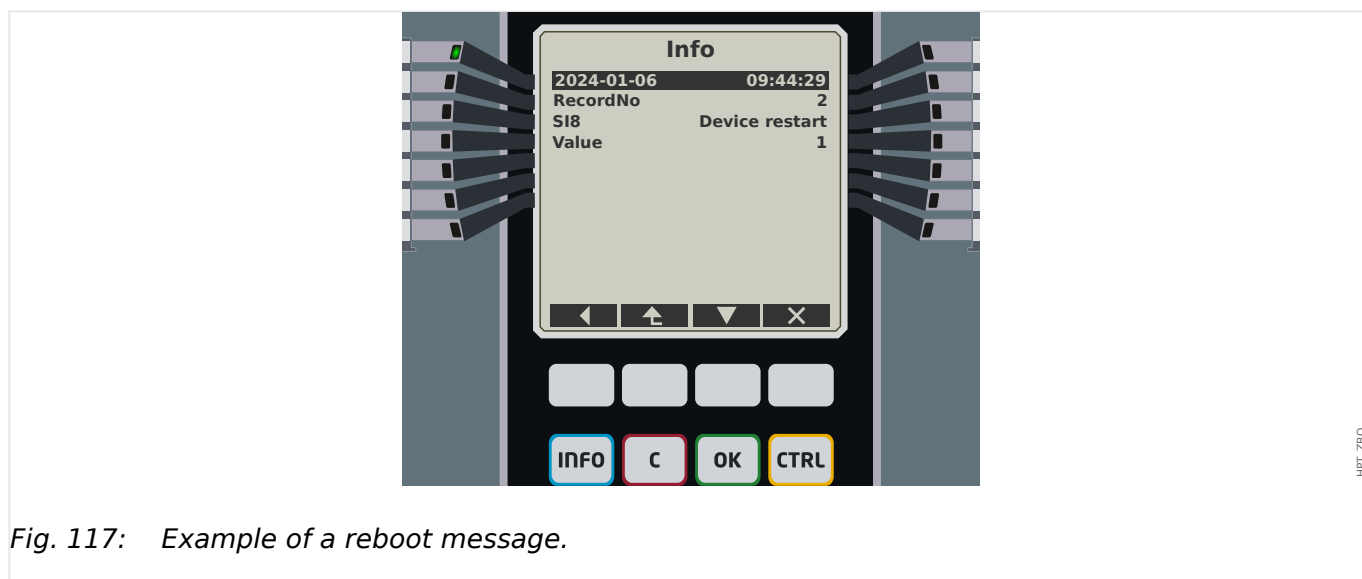 Info
2024-01-06 09:44:29
RecordNo 2
SI8 Device restart
Value 1
INFO C OK CTRL
HPT_ZBO
Fig. 117: Example of a reboot message.